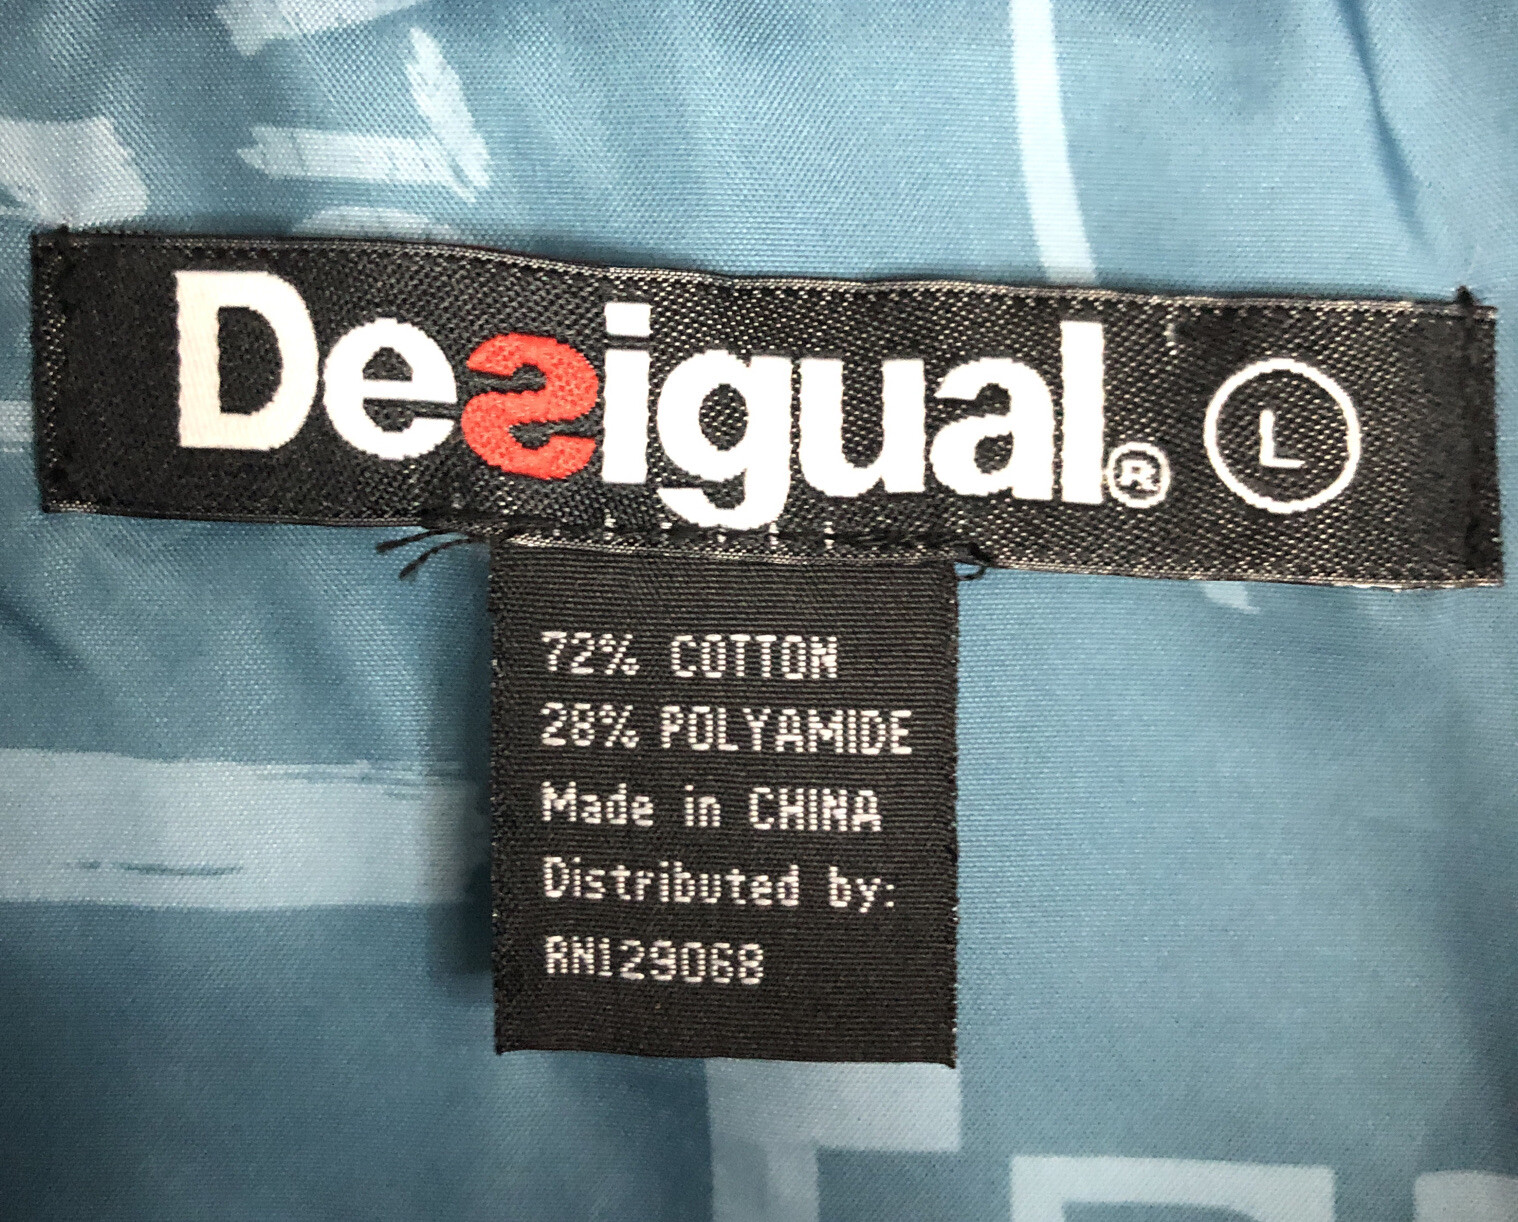 Desigual® L
72% COTTON
28% POLYAMIDE
Made in CHINA
Distributed by:
RN129068